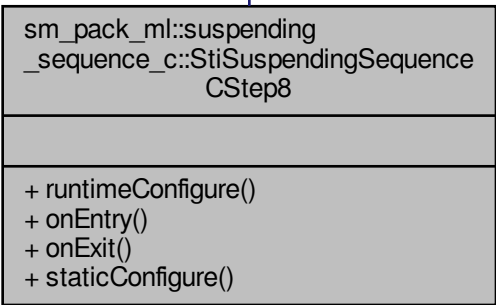 sm_pack_ml::suspending
_sequence_c::StiSuspendingSequence
CStep8
+ runtimeConfigure()
+ onEntry()
+ onExit()
+ staticConfigure()